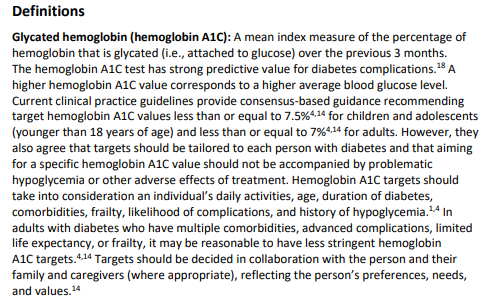 Definitions
Glycated hemoglobin (hemoglobin A1C): A mean index measure of the percentage of
hemoglobin that is glycated (i.e., attached to glucose) over the previous 3 months.
The hemoglobin A1C test has strong predictive value for diabetes complications.18 A
higher hemoglobin A1C value corresponds to a higher average blood glucose level.
Current clinical practice guidelines provide consensus-based guidance recommending
target hemoglobin A1C values less than or equal to 7.5%4,14 for children and adolescents
(younger than 18 years of age) and less than or equal to 7%4,14 for adults. However, they
also agree that targets should be tailored to each person with diabetes and that aiming
for a specific hemoglobin A1C value should not be accompanied by problematic
hypoglycemia or other adverse effects of treatment. Hemoglobin A1C targets should
take into consideration an individual's daily activities, age, duration of diabetes,
comorbidities, frailty, likelihood of complications, and history of hypoglycemia.1,4 In
adults with diabetes who have multiple comorbidities, advanced complications, limited
life expectancy, or frailty, it may be reasonable to have less stringent hemoglobin
A1C targets.4,14 Targets should be decided in collaboration with the person and their
family and caregivers (where appropriate), reflecting the person's preferences, needs,
and values.14